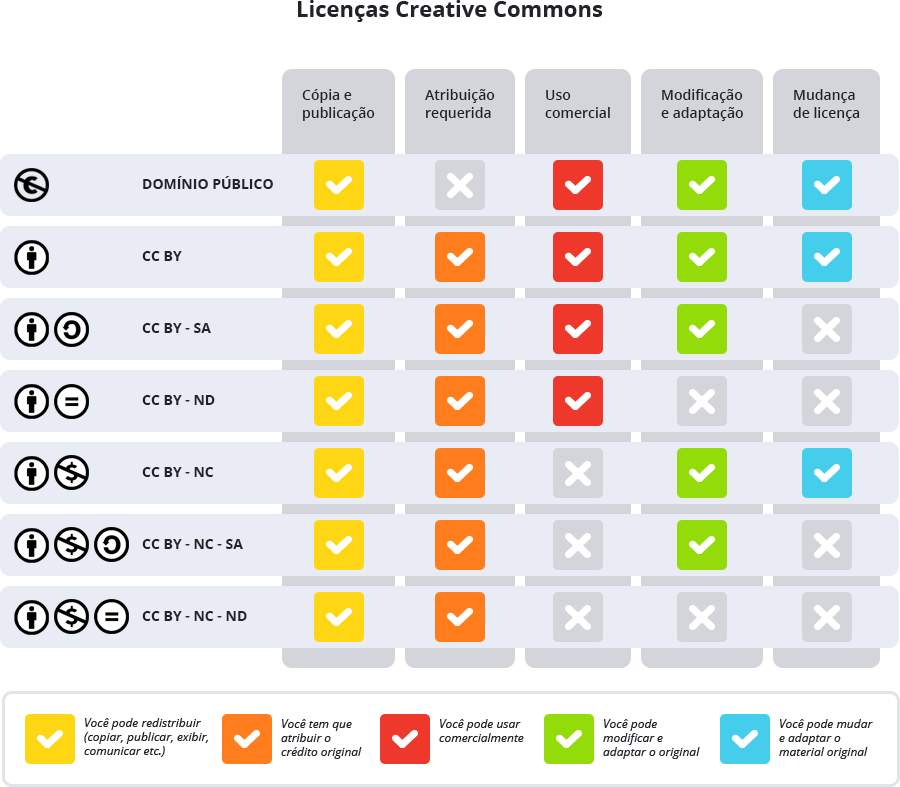 Licenças Creative Commons
Cópia e
publicação
Atribuição
requerida
Uso
comercial
Modificação
e adaptação
Mudança
de licença
DOMÍNIO PÚBLICO
CC BY
CC BY - SA
CC BY - ND
CC BY - NC
CC BY - NC - SA
CC BY - NC - ND
Você pode redistribuir
(copiar, publicar, exibir,
comunicar etc.)
Você tem que
atribuir o
crédito original
Você pode usar
comercialmente
Você pode
modificar e
adaptar o original
Você pode mudar
e adaptar o
material original